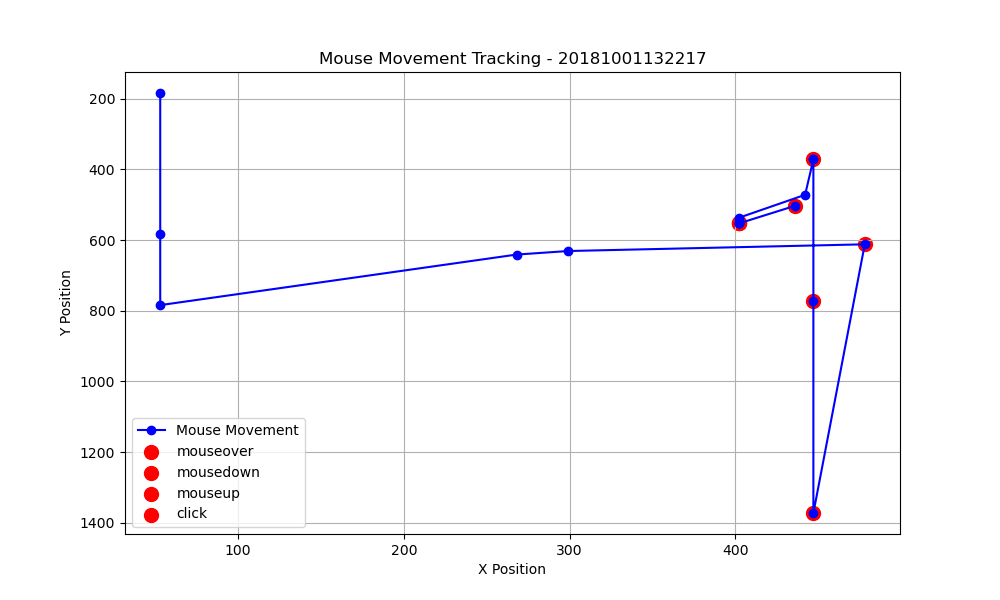 Mouse Movement Tracking - 20181001132217
200
400
600
800
1000
1200
1400
Y Position
Mouse Movement
mouseover
mousedown
mouseup
click
100
200
300
400
X Position